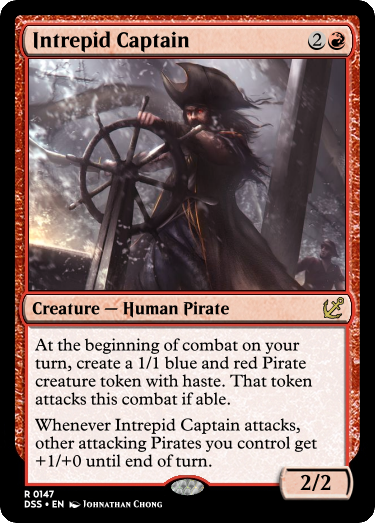 Intrepid Captain 2
Creature — Human Pirate
At the beginning of combat on your
turn, create a 1/1 blue and red Pirate
creature token with haste. That token
attacks this combat if able.
Whenever Intrepid Captain attacks,
other attacking Pirates you control get
+1/+0 until end of turn.
2/2
R 0147
DSS • EN Johnathan Chong